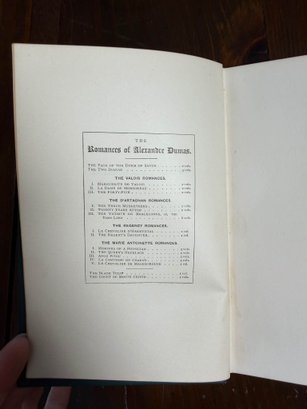 THE
Romances of Alexandre Dumas.
THE PAGE OF THE DUKE OF SAVOY
THE TWO DIANAS
THE VALOIS ROMANCES.
I. MARGUERITE DE VALOIS
II. LA DAME DE MONSOREAU
III. THE FORTY-FIVE
THE D'ARTAGNAN ROMANCES.
I. THE THREE MUSKETEERS
II. TWENTY YEARS AFTER
III. THE VICOMTE DE BRAGELONNE, OR, TEN
YEARS LATER
THE REGENCY ROMANCES.
I. LE CHEVALIER D'HARMENTAL
II. THE REGENT'S DAUGHTER
THE MARIE ANTOINETTE ROMANCES.
I. MEMOIRS OF A PHYSICIAN
II. THE QUEEN'S NECKLACE
III. ANGE PITOU
IV. LA COMTESSE DE CHARNY
V. LE CHEVALIER DE MAISON-ROUGE
THE BLACK TULIP
THE COUNT OF MONTE CRISTO